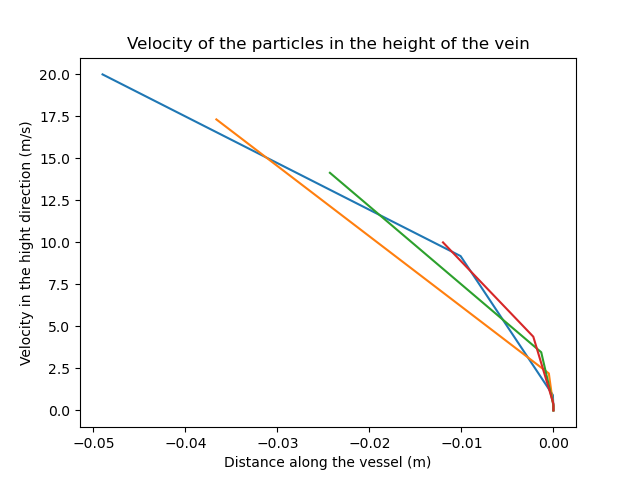 Velocity of the particles in the height of the vein
Velocity in the hight direction (m/s)
20.0
17.5
15.0
12.5
10.0
7.5
5.0
2.5
0.0
−0.05 −0.04 −0.03 −0.02 −0.01 0.00
Distance along the vessel (m)